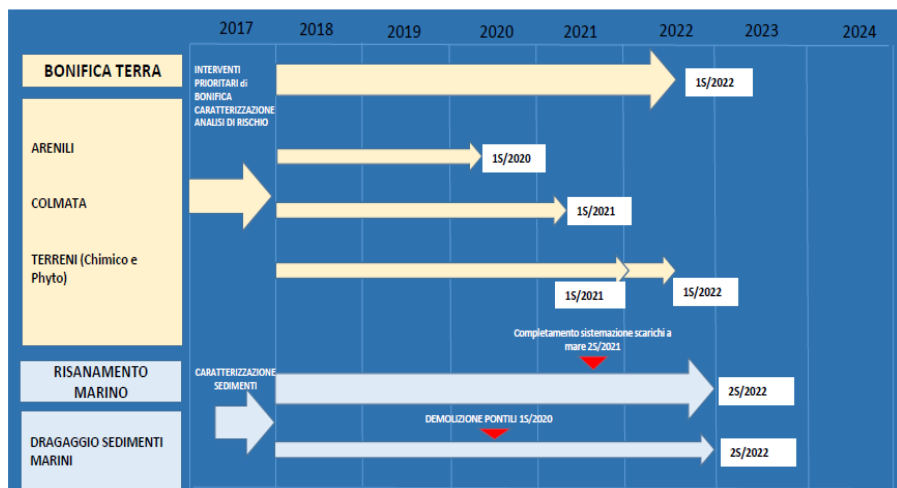 2017 2018 2019 2020 2021 2022 2023 2024
BONIFICA TERRA
INTERVENTI
PRIORITARI di
BONIFICA
CARATTERIZZAZIONE
ANALISI DI RISCHIO
1S/2022
ARENILI
1S/2020
COLMATA
1S/2021
TERRENI (Chimico e
Phyto)
1S/2021
1S/2022
Completamento sistemazione scarichi a
mare 2S/2021
RISANAMENTO
MARINO
CARATTERIZZAZIONE
SEDIMENTI
2S/2022
DEMOLIZIONE PONTILI 1S/2020
DRAGAGGIO SEDIMENTI
MARINI
2S/2022